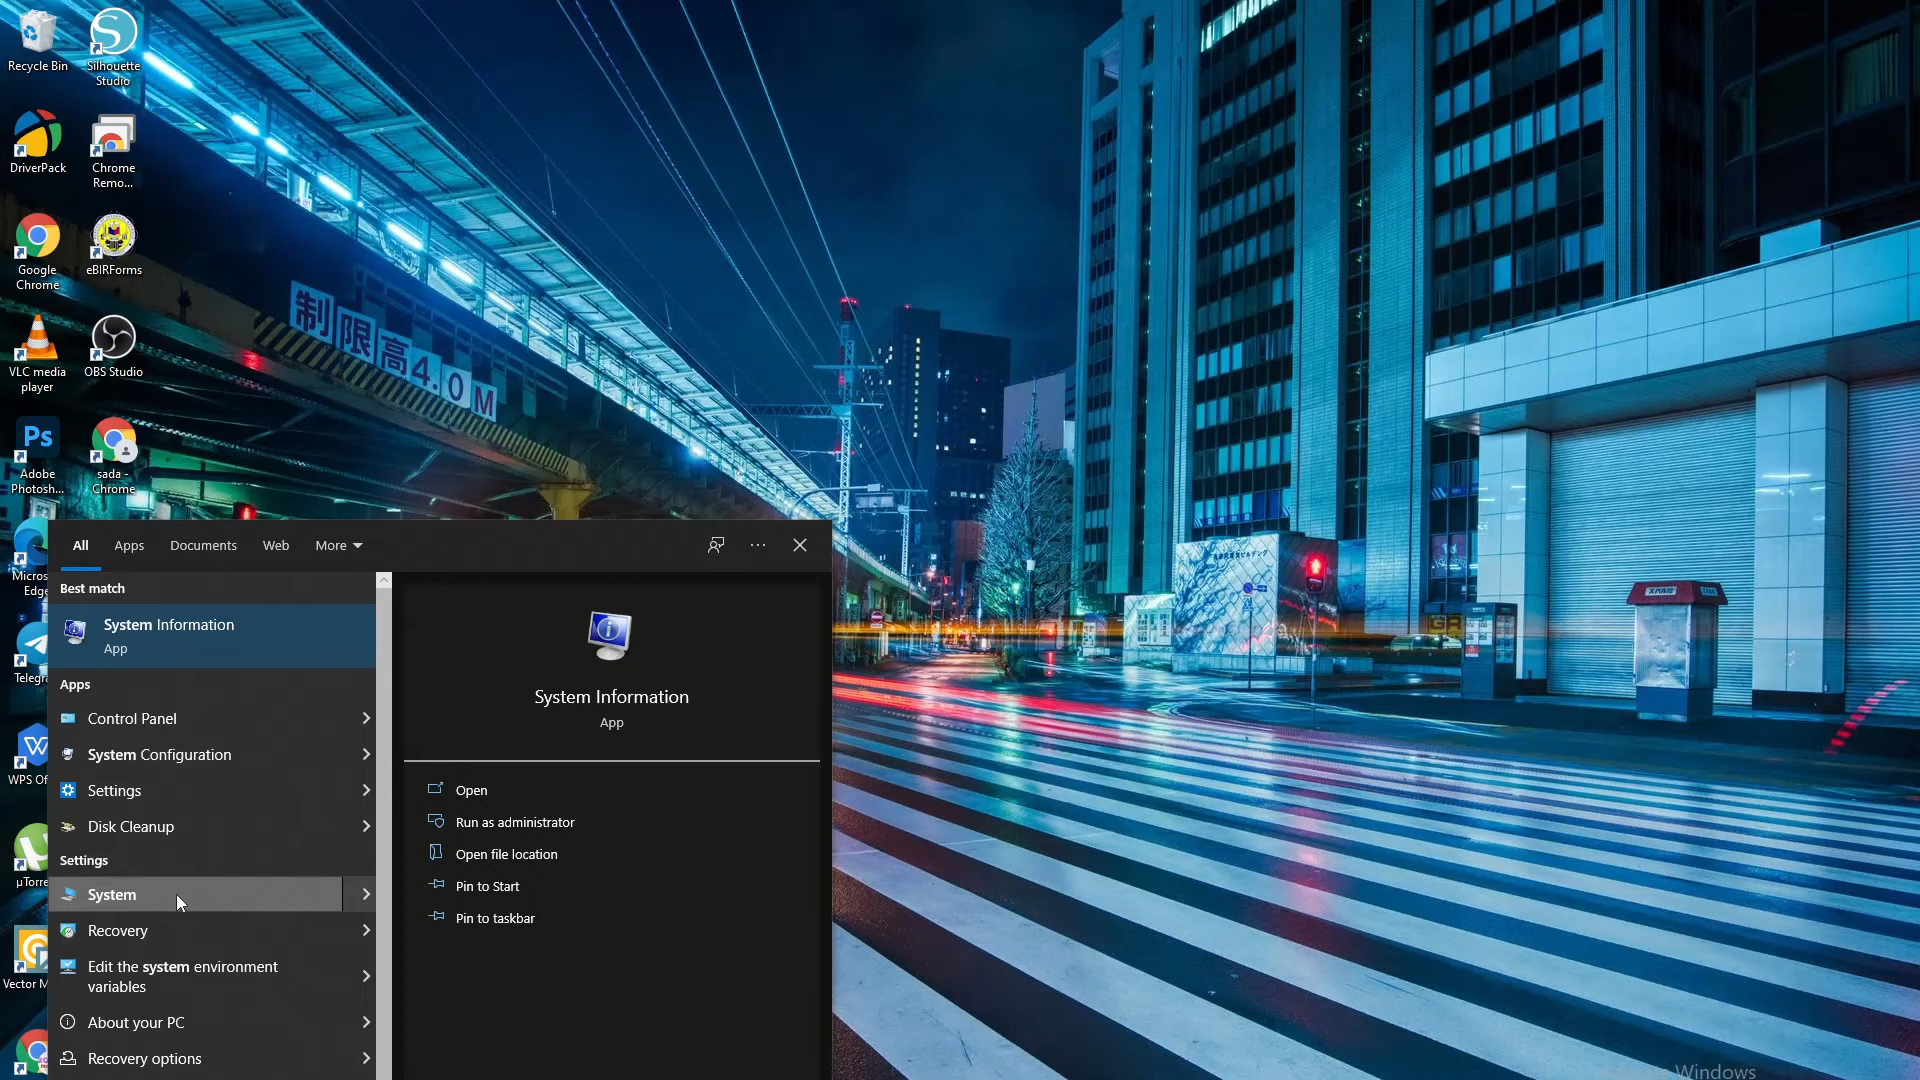 Recycle Bin
Silhouette
Studio
DriverPack
Chrome
Remo...
Google
Chrome
eBIRForms
VLC media
player
OBS Studio
Ps
Adobe
Photosh...
sada -
Chrome
Micros
Edge
Telegra
WPS Of
µTorre
Vector M
制限高4.0M
All
Apps
Documents
Web
More
Best match
System Information
App
Apps
Control Panel
System Configuration
Settings
Disk Cleanup
Settings
System
Recovery
Edit the system environment
variables
About your PC
Recovery options
System Information
App
Open
Run as administrator
Open file location
Pin to Start
Pin to taskbar
Windows